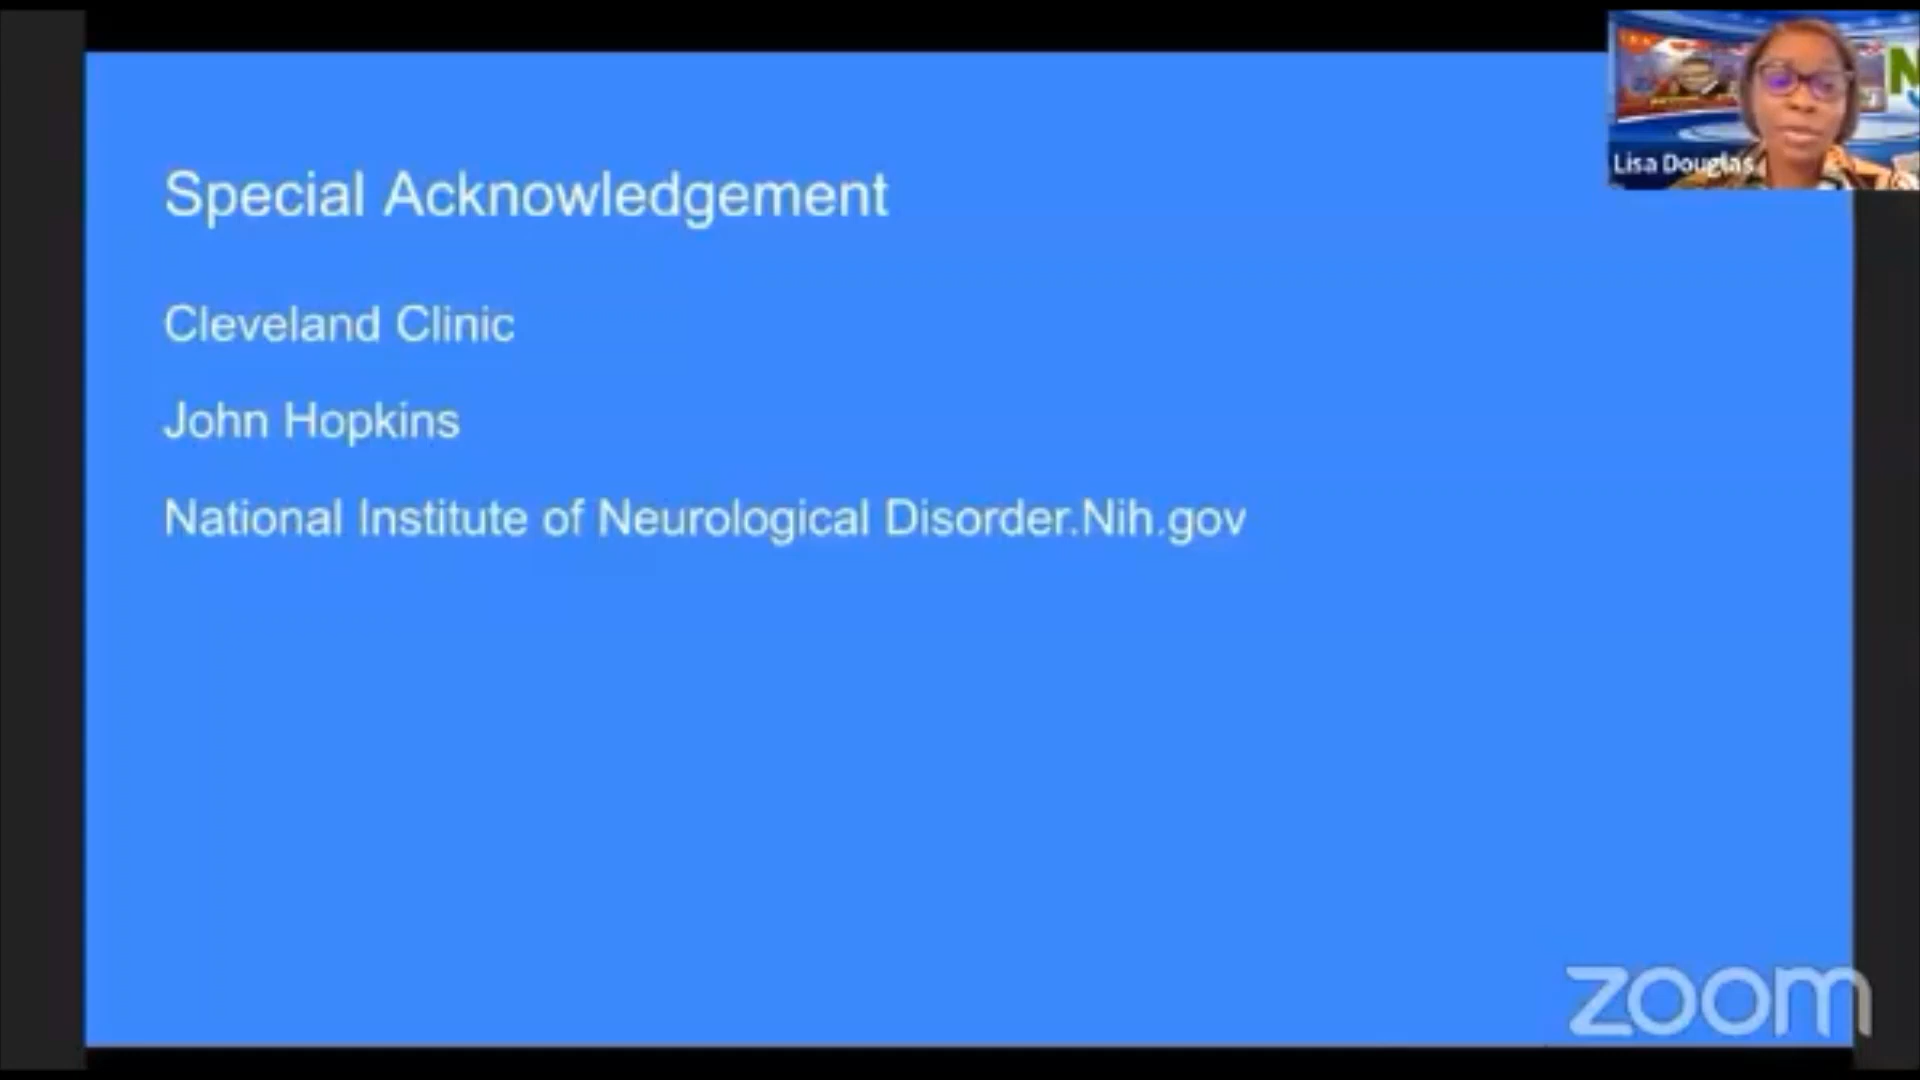 Lisa Douglas
Special Acknowledgement
Cleveland Clinic
John Hopkins
National Institute of Neurological Disorder.Nih.gov
zoom